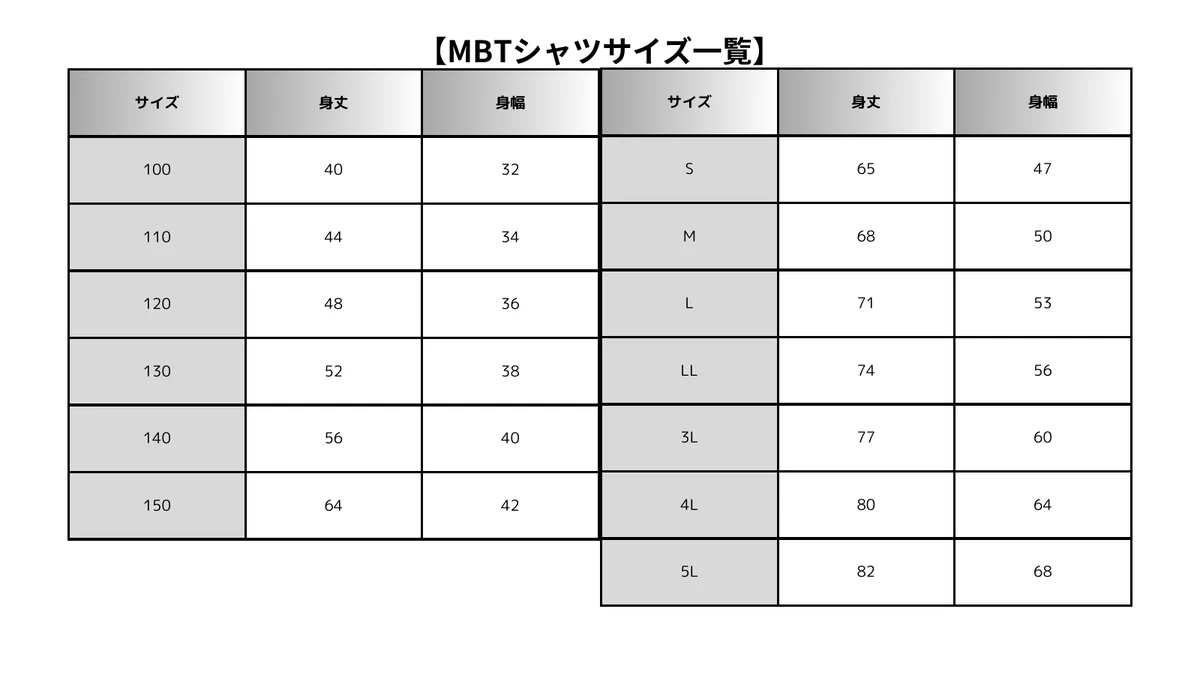 【MBTシャツサイズ一覧】
サイズ 身丈 身幅
100 40 32
110 44 34
120 48 36
130 52 38
140 56 40
150 64 42
サイズ 身丈 身幅
S 65 47
M 68 50
L 71 53
LL 74 56
3L 77 60
4L 80 64
5L 82 68